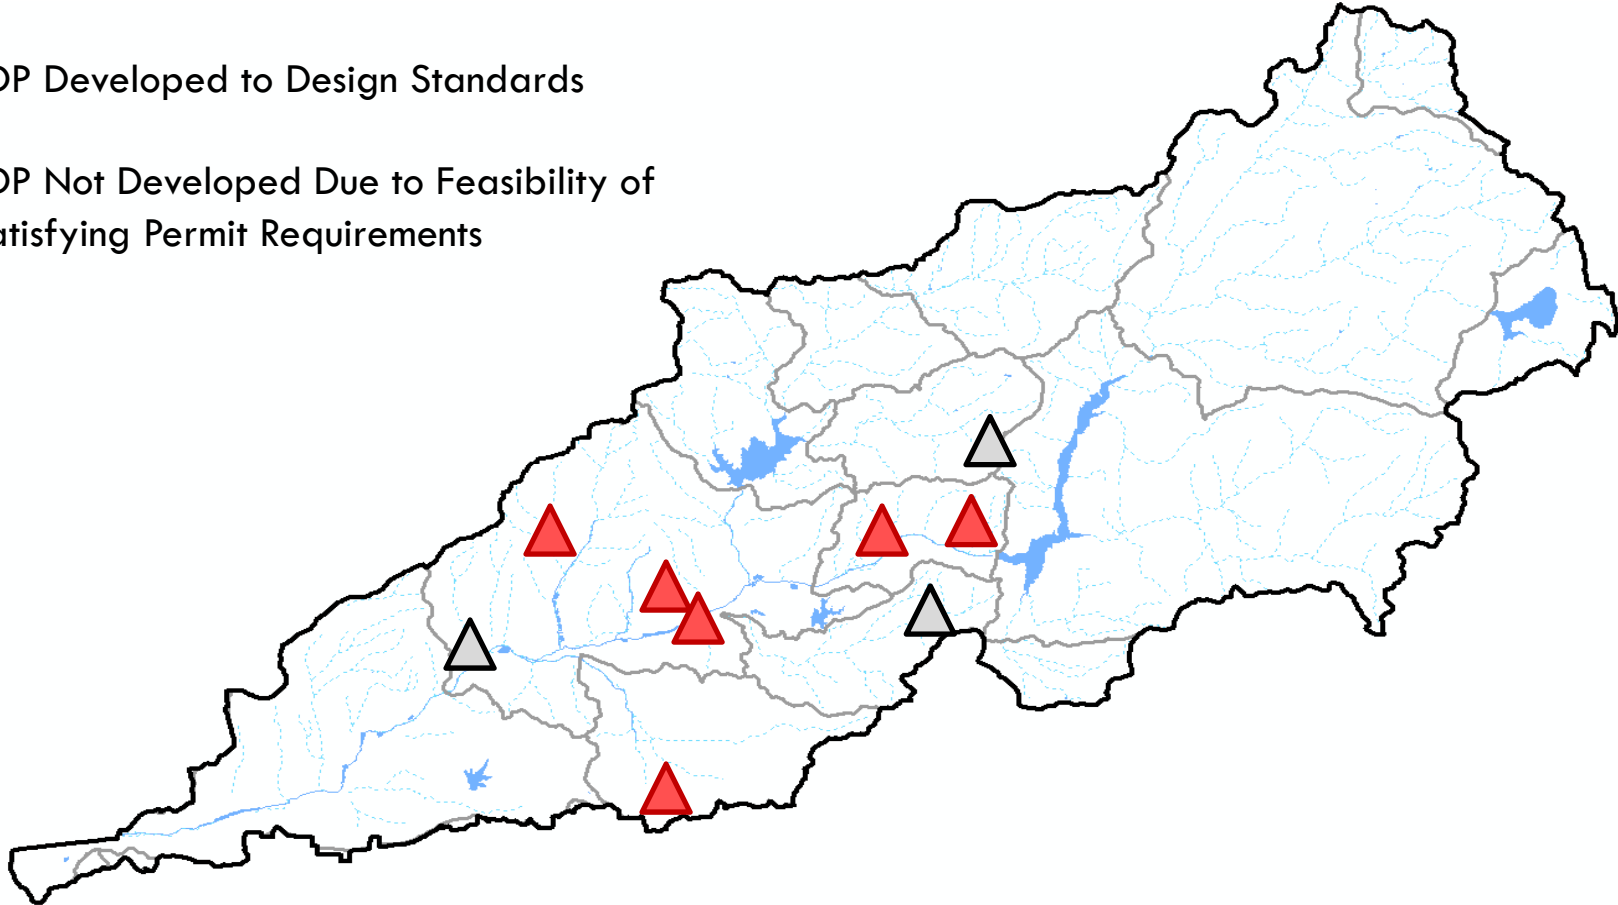 DP Developed to Design Standards
DP Not Developed Due to Feasibility of
atisfying Permit Requirements